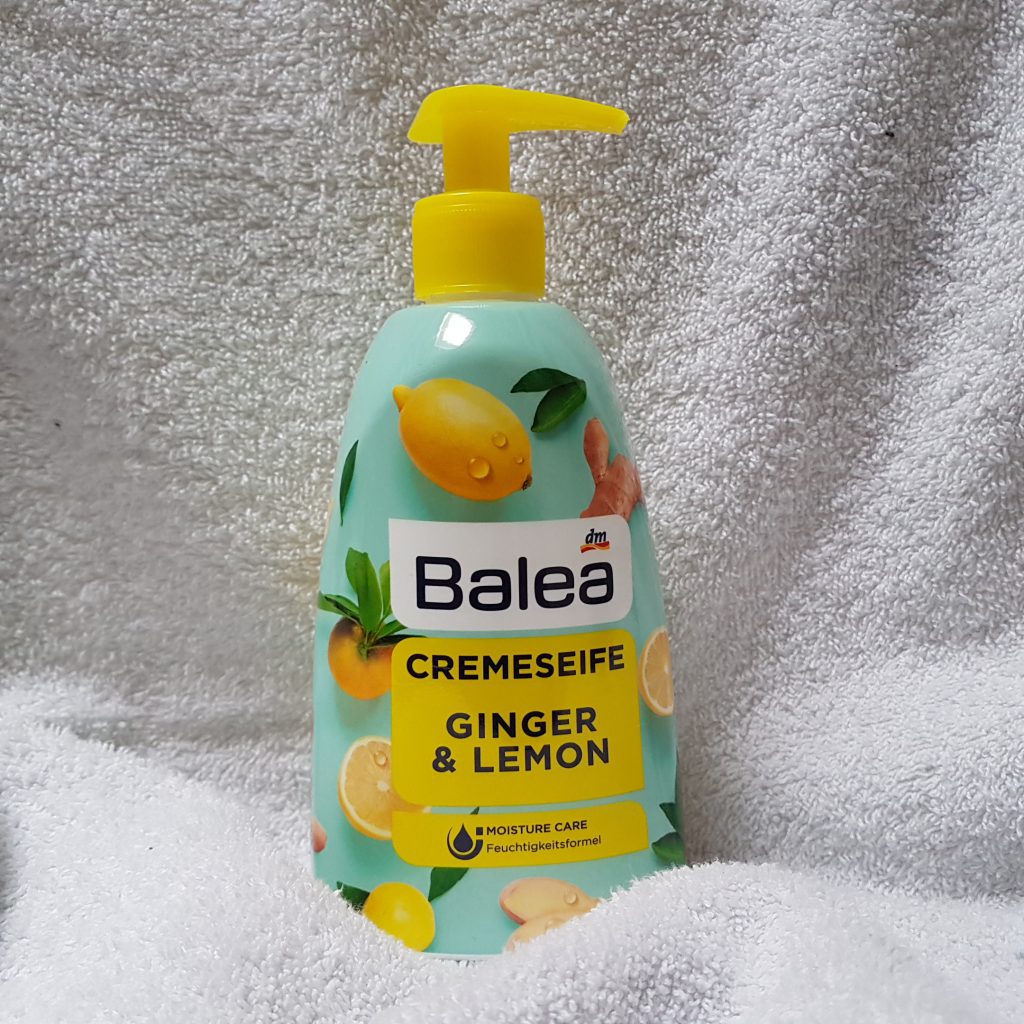 dm
Balea
CREMESEIFE
GINGER
& LEMON
MOISTURE CARE
Feuchtigkeitsformel